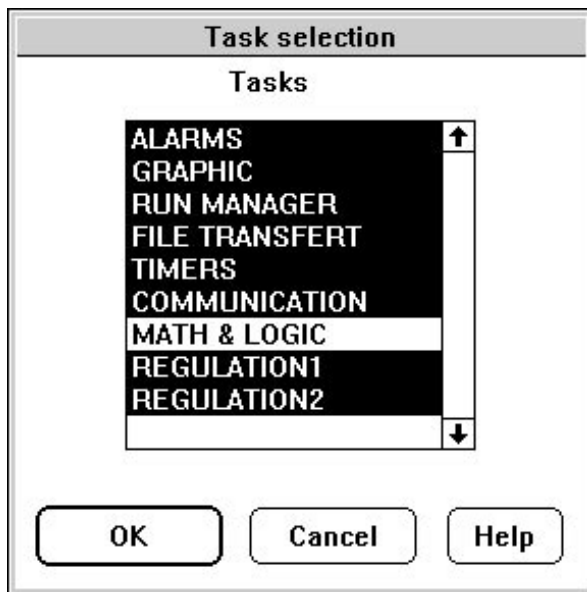 Task selection
Tasks
ALARMS
GRAPHIC
RUN MANAGER
FILE TRANSFERT
TIMERS
COMMUNICATION
MATH & LOGIC
REGULATION1
REGULATION2
OK Cancel Help